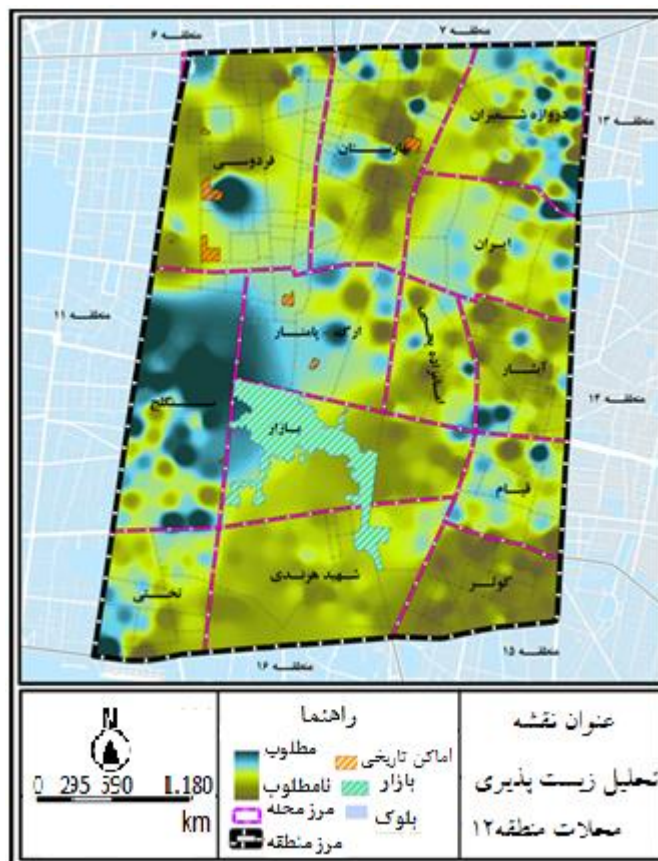 منطقه ۶
منطقه ۷
منطقه ۱۳
دروازه شمیران
بهارستان
فردوسی
ایران
منطقه ۱۱
ارگ پامنار
امامزاده یحیی
آبشار
سنگلج
منطقه ۱۴
بازار
قیام
شهید هرندی
کوثر
تختی
منطقه ۱۵
منطقه ۱۶
عنوان نقشه
تحلیل زیست پذیری
محلات منطقه۱۲
راهنما
مطلوب
نامطلوب
اماکن تاریخی
بازار
مرز محله
بلوک
مرز منطقه
N
0 295 590 1.180
km